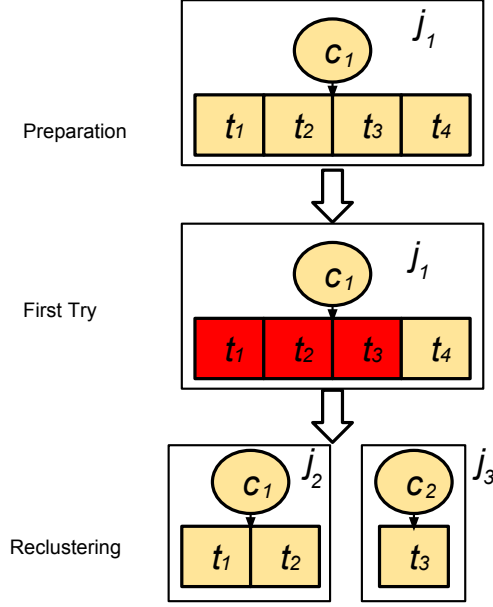 j1
c1
Preparation
t1 t2 t3 t4
j1
c1
First Try
t1 t2 t3 t4
j2 j3
c1 c2
Reclustering
t1 t2 t3